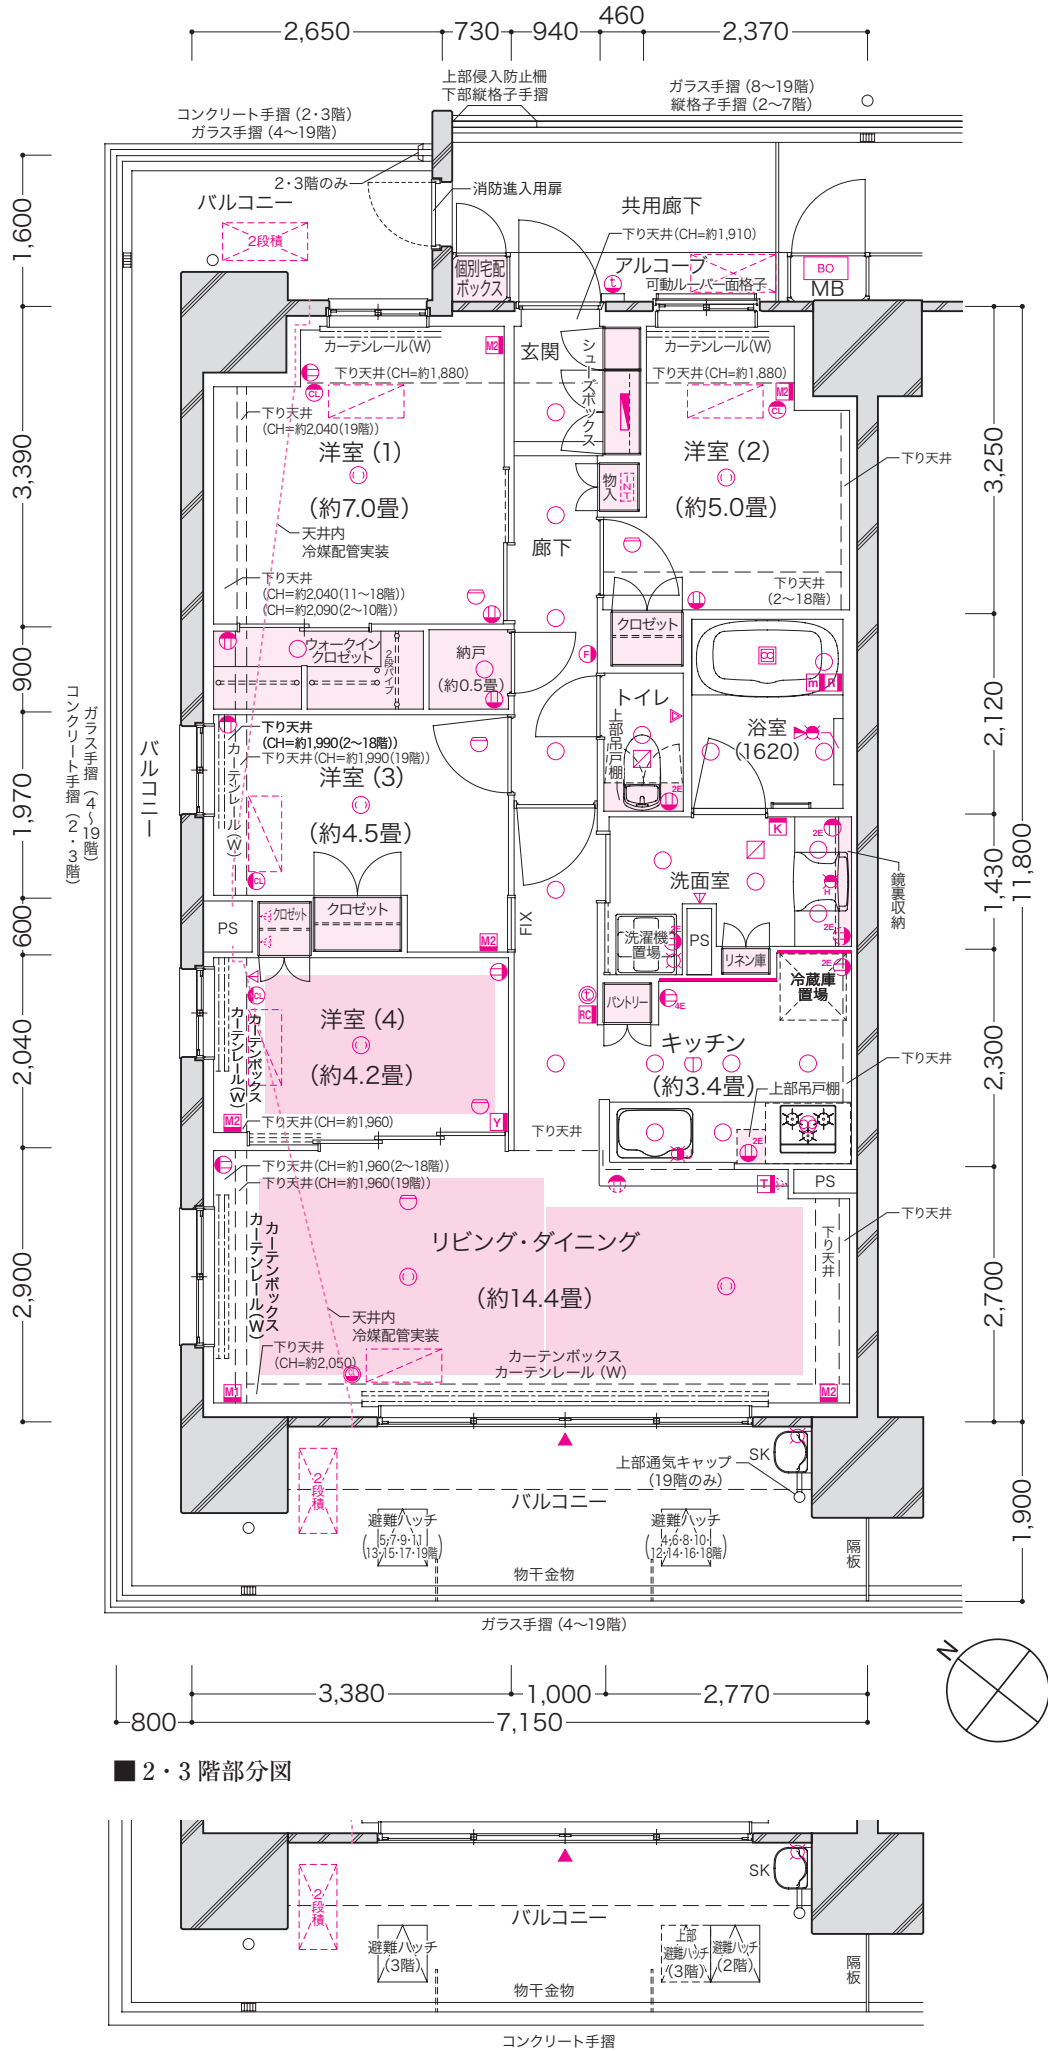 460
2,650
730
940
2,370
上部侵入防止柵
下部縦格子手摺
ガラス手摺 (8〜19階)
縦格子手摺 (2〜7階)
コンクリート手摺 (2・3階)
ガラス手摺 (4〜19階)
2・3階のみ
消防進入用扉
バルコニー
2段積
共用廊下
下り天井(CH=約1,910)
個別宅配
ボックス
アルコーブ
可動ルーバー面格子
t
BO
MB
1,600
3,390
900
1,970
600
2,040
2,900
カーテンレール(W)
M2
玄関
シューズボックス
カーテンレール(W)
下り天井(CH=約1,880)
下り天井(CH=約1,880)
CL
M2
CL
下り天井
(CH=約2,040(19階))
洋室 (1)
(約7.0畳)
洋室 (2)
(約5.0畳)
下り天井
物入
INT
天井内
冷媒配管実装
廊下
下り天井
(CH=約2,040(11〜18階))
(CH=約2,090(2〜10階))
下り天井
(2〜18階)
クロゼット
ウォークイン
クロゼット
2段パイプ
納戸
(約0.5畳)
F
トイレ
上部吊戸棚
2E
m
R
浴室
(1620)
3,250
2,120
1,430
2,300
2,700
11,800
1,900
コンクリート手摺 (2・3階)
ガラス手摺 (4〜19階)
バルコニー
下り天井
(CH=約1,990(2〜18階))
下り天井(CH=約1,990(19階))
カーテンレール(W)
洋室 (3)
(約4.5畳)
CL
PS
クロゼット
クロゼット
M2
FIX
K
2E
洗面室
H
2E
鏡裏収納
洗濯機
置場
2E
PS
リネン庫
2E
冷蔵庫
置場
t
RC
パントリー
4E
CL
カーテンボックス
カーテンレール(W)
洋室 (4)
(約4.2畳)
キッチン
(約3.4畳)
下り天井
上部吊戸棚
2E
M2
下り天井(CH=約1,960)
Y
下り天井
下り天井(CH=約1,960(2〜18階))
下り天井(CH=約1,960(19階))
T
PS
下り天井
下り天井
カーテンボックス
カーテンレール(W)
リビング・ダイニング
(約14.4畳)
天井内
冷媒配管実装
下り天井
(CH=約2,050)
カーテンボックス
カーテンレール (W)
M1
M2
SK
上部通気キャップ
(19階のみ)
2段積
バルコニー
避難ハッチ
(5・7・9・11・
13・15・17・19階)
避難ハッチ
(4・6・8・10・
12・14・16・18階)
隔板
物干金物
ガラス手摺 (4〜19階)
N
3,380
1,000
2,770
800
7,150
■ 2・3 階部分図
SK
2段積
バルコニー
避難ハッチ
(3階)
上部
避難ハッチ
(3階)
避難ハッチ
(2階)
隔板
物干金物
コンクリート手摺